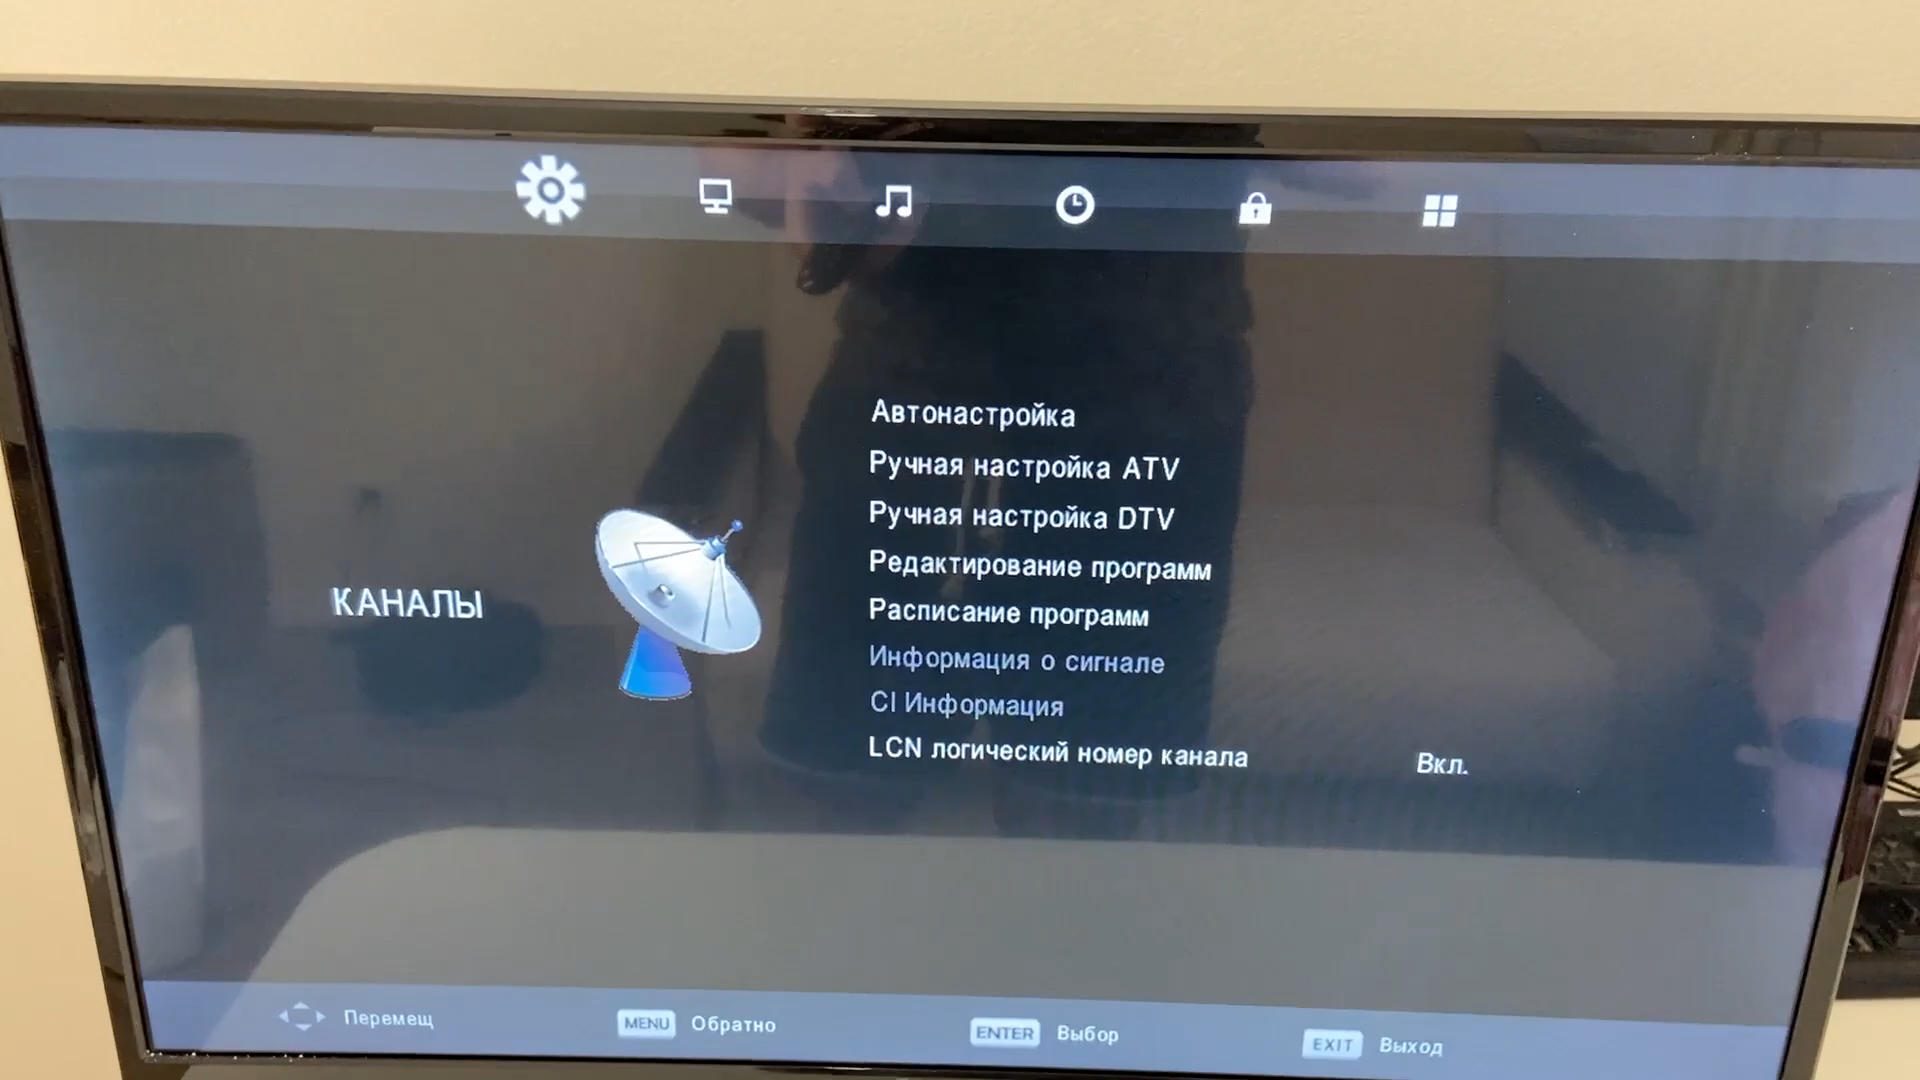 КАНАЛЫ
Автонастройка
Ручная настройка ATV
Ручная настройка DTV
Редактирование программ
Расписание программ
Информация о сигнале
CI Информация
LCN логический номер канала Вкл.
Перемещ MENU Обратно ENTER Выбор EXIT Выход